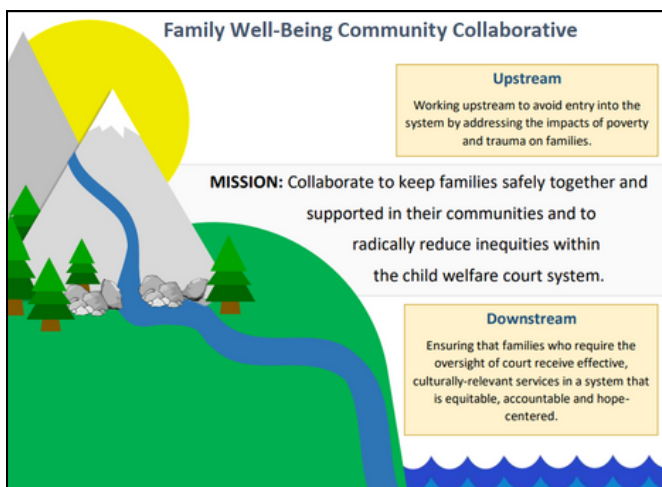 Family Well-Being Community Collaborative
Upstream
Working upstream to avoid entry into the
system by addressing the impacts of poverty
and trauma on families.
MISSION: Collaborate to keep families safely together and
supported in their communities and to
radically reduce inequities within
the child welfare court system.
Downstream
Ensuring that families who require the
oversight of court receive effective,
culturally-relevant services in a system that
is equitable, accountable and hope-
centered.